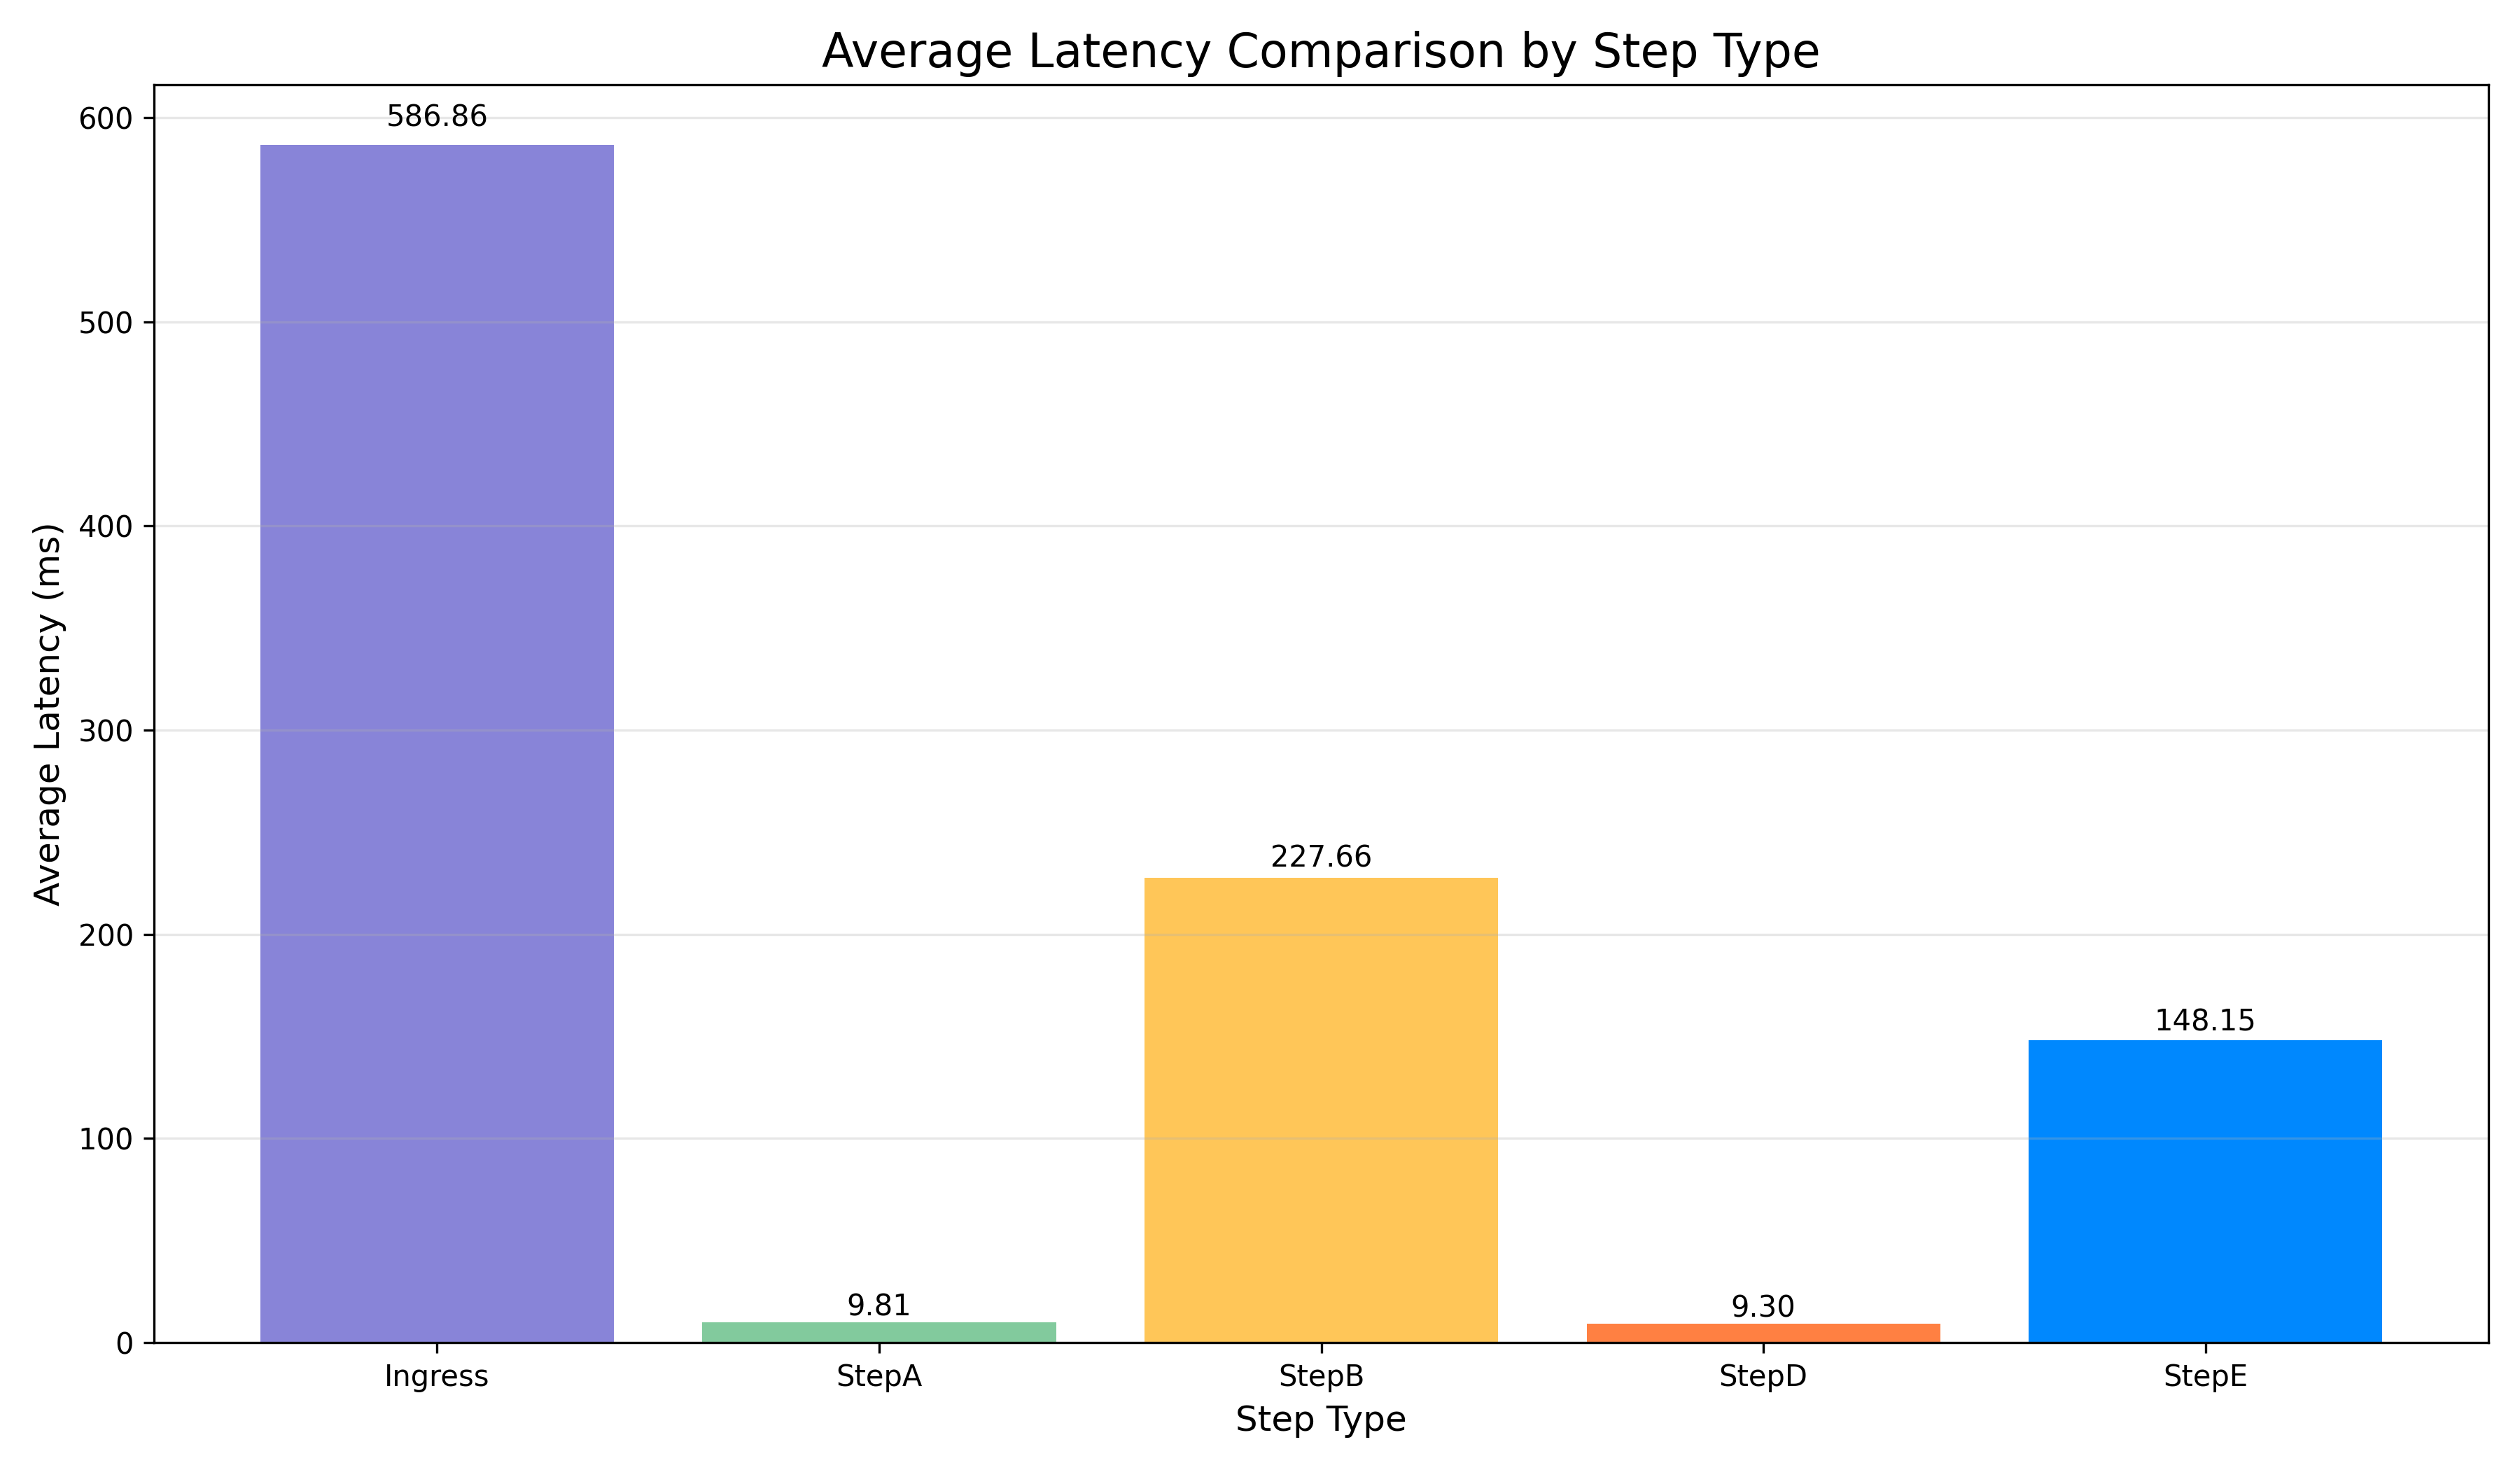 Average Latency Comparison by Step Type
Average Latency (ms)
600
500
400
300
200
100
0
586.86
9.81
227.66
9.30
148.15
Ingress
StepA
StepB
StepD
StepE
Step Type